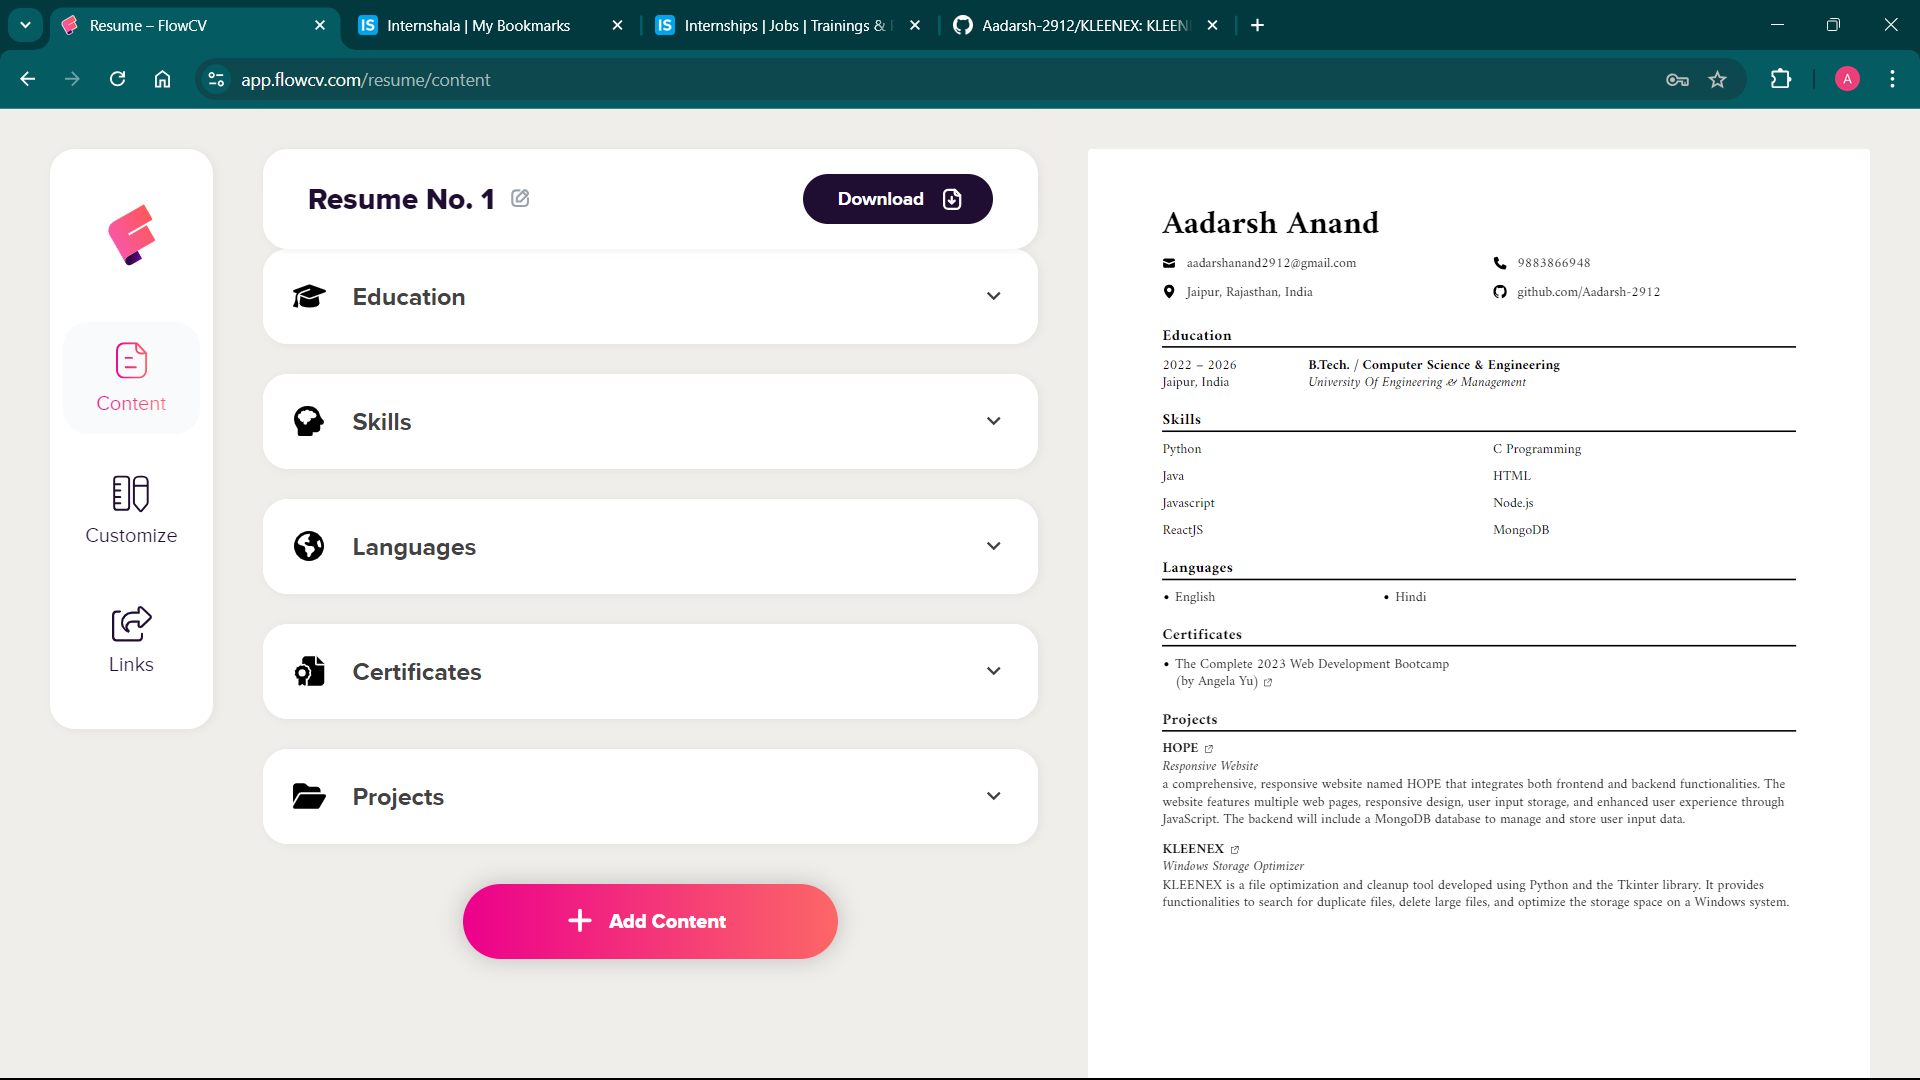 Resume – FlowCV
Internshala | My Bookmarks
Internships | Jobs | Trainings &
Aadarsh-2912/KLEENEX: KLEEN
app.flowcv.com/resume/content
A
Content
Customize
Links
Resume No. 1
Download
Education
Skills
Languages
Certificates
Projects
Add Content
Aadarsh Anand
aadarshanand2912@gmail.com
9883866948
Jaipur, Rajasthan, India
github.com/Aadarsh-2912
Education
2022 – 2026
B.Tech. / Computer Science & Engineering
Jaipur, India
University Of Engineering & Management
Skills
Python
C Programming
Java
HTML
Javascript
Node.js
ReactJS
MongoDB
Languages
• English
• Hindi
Certificates
• The Complete 2023 Web Development Bootcamp
(by Angela Yu)
Projects
HOPE
Responsive Website
a comprehensive, responsive website named HOPE that integrates both frontend and backend functionalities. The
website features multiple web pages, responsive design, user input storage, and enhanced user experience through
JavaScript. The backend will include a MongoDB database to manage and store user input data.
KLEENEX
Windows Storage Optimizer
KLEENEX is a file optimization and cleanup tool developed using Python and the Tkinter library. It provides
functionalities to search for duplicate files, delete large files, and optimize the storage space on a Windows system.